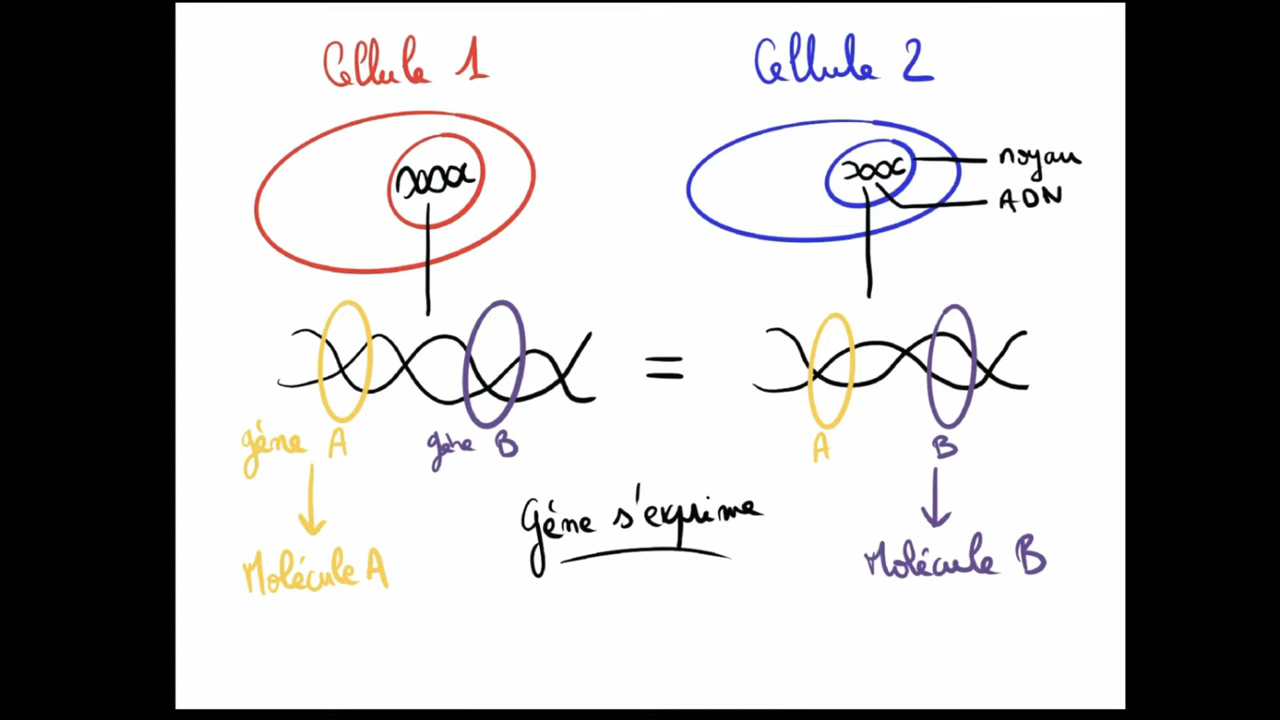 Cellule 1
Cellule 2
noyau
ADN
=
gène A
gène B
A
B
Gène s'exprime
Molécule A
Molécule B